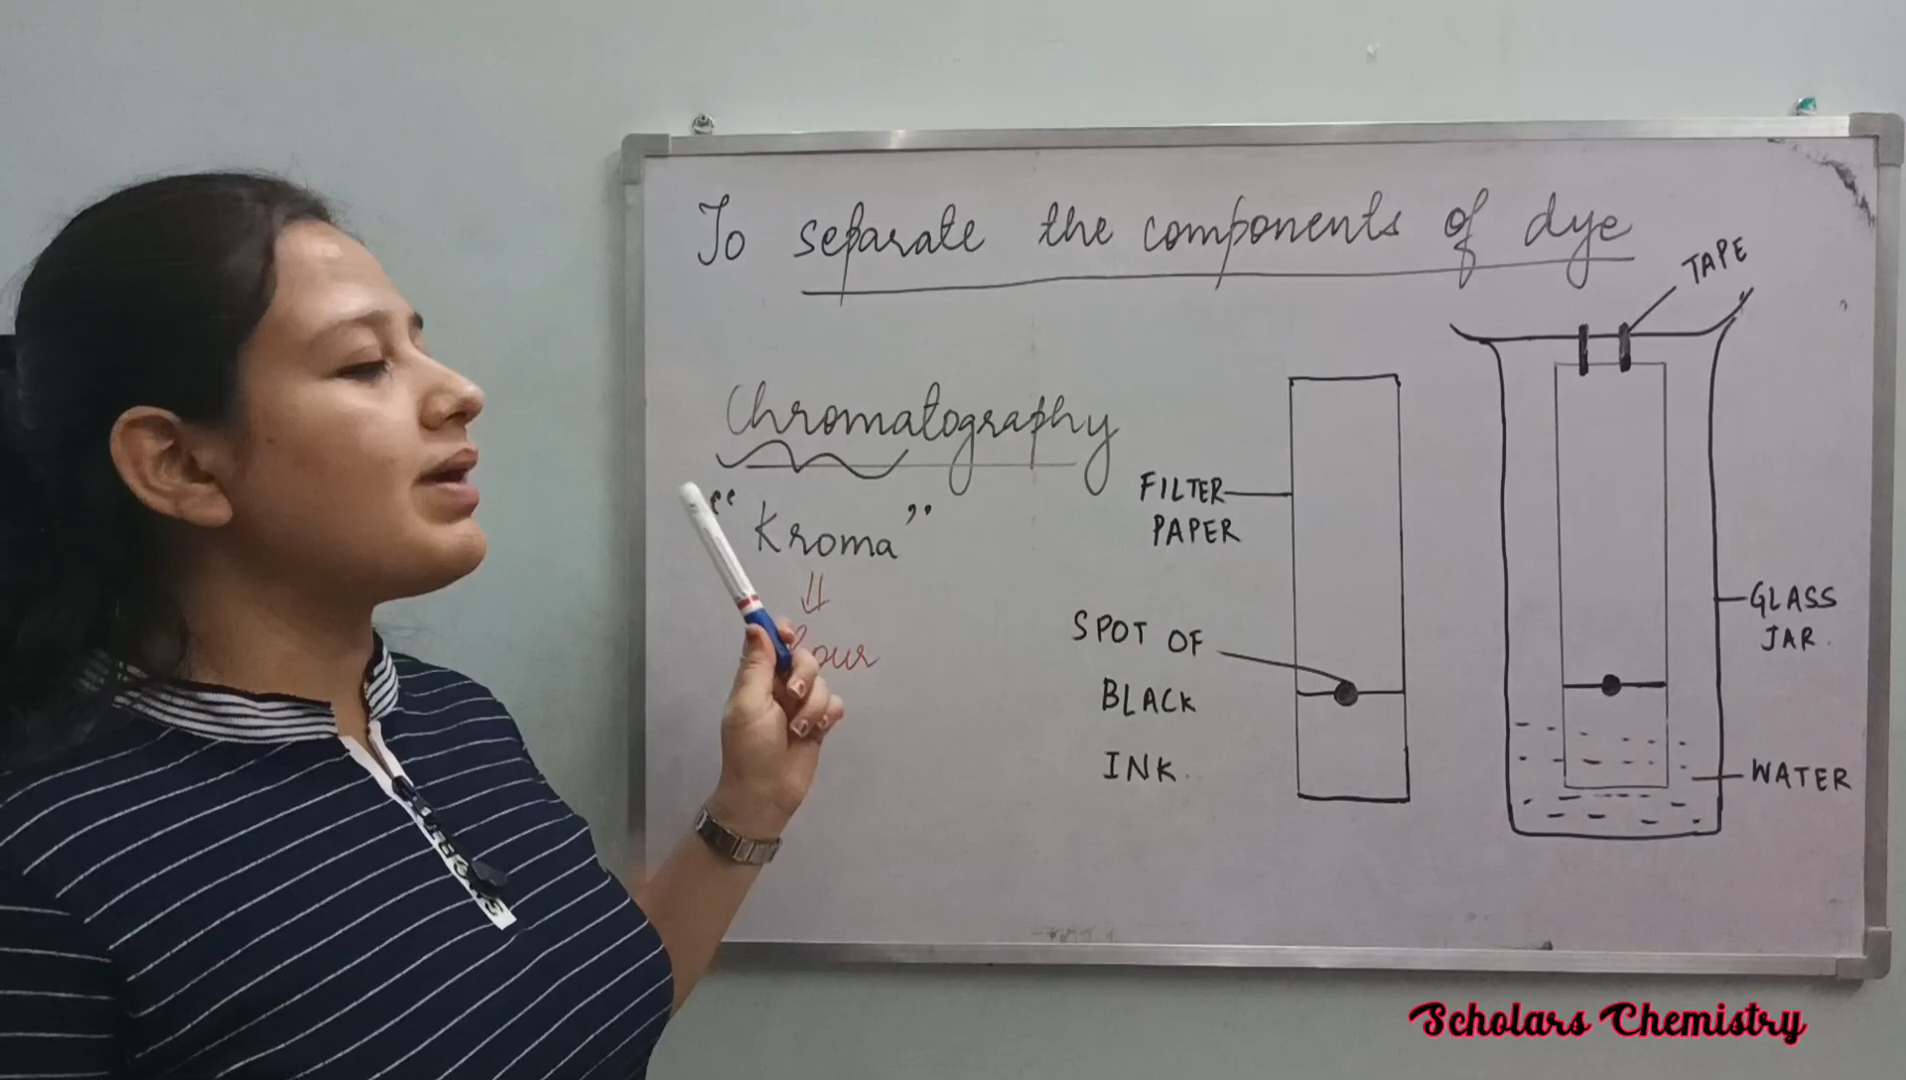 To separate the components of dye
TAPE
Chromatography
"Kroma"
FILTER
PAPER
SPOT OF
BLACK
INK.
GLASS
JAR.
WATER
Scholars Chemistry